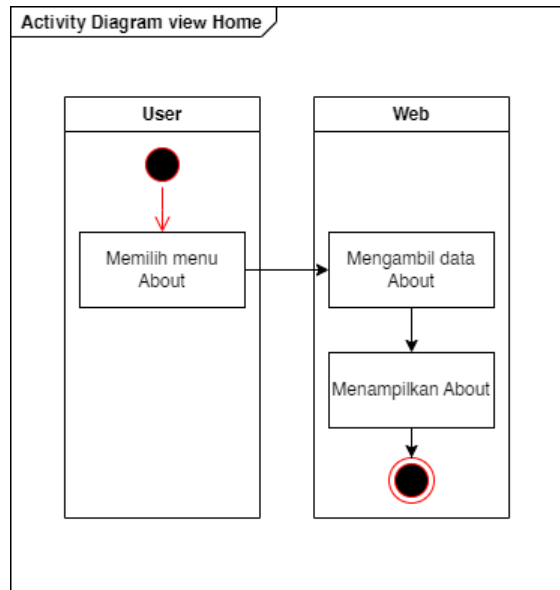 Activity Diagram view Home
User
Web
Memilih menu
About
Mengambil data
About
Menampilkan About